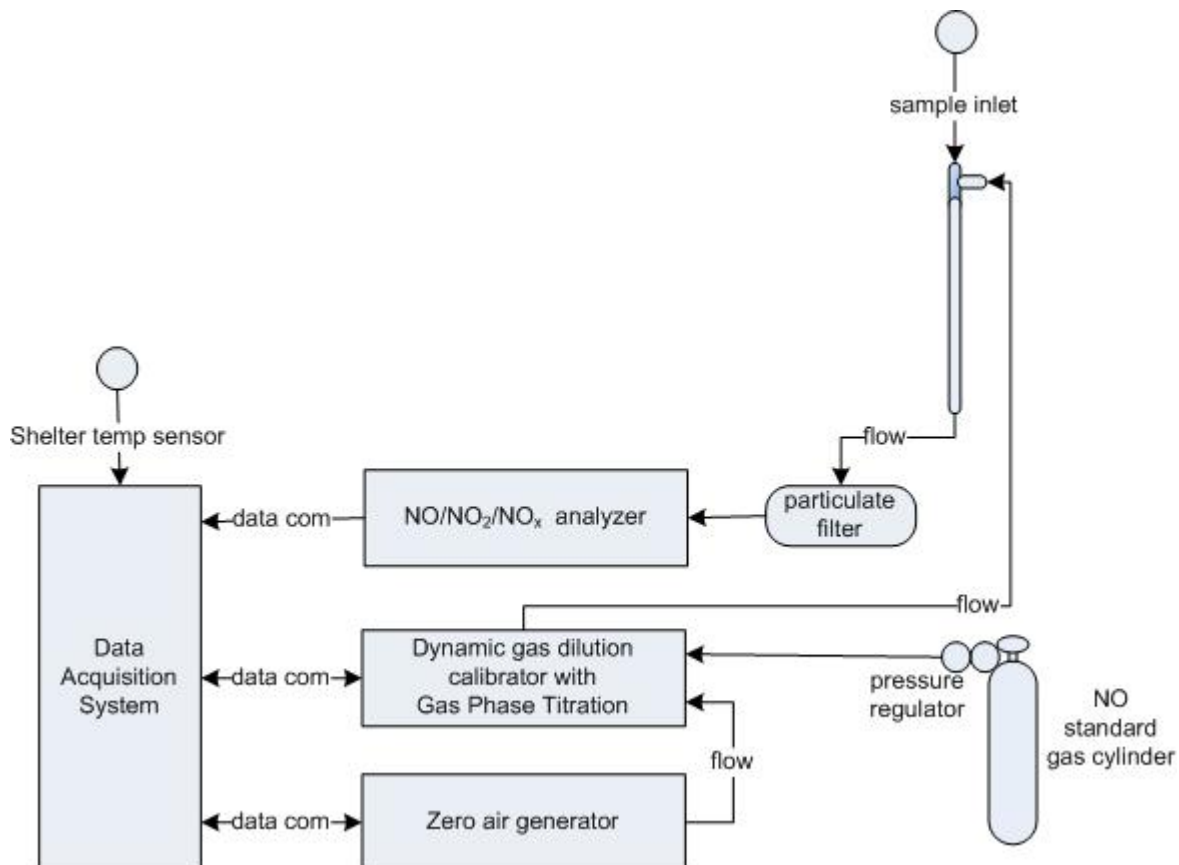 sample inlet
flow
Shelter temp sensor
data com
NO/NO₂/NOₓ analyzer
particulate
filter
flow
Data
Acquisition
System
data com
Dynamic gas dilution
calibrator with
Gas Phase Titration
pressure
regulator
NO
standard
gas cylinder
flow
data com
Zero air generator